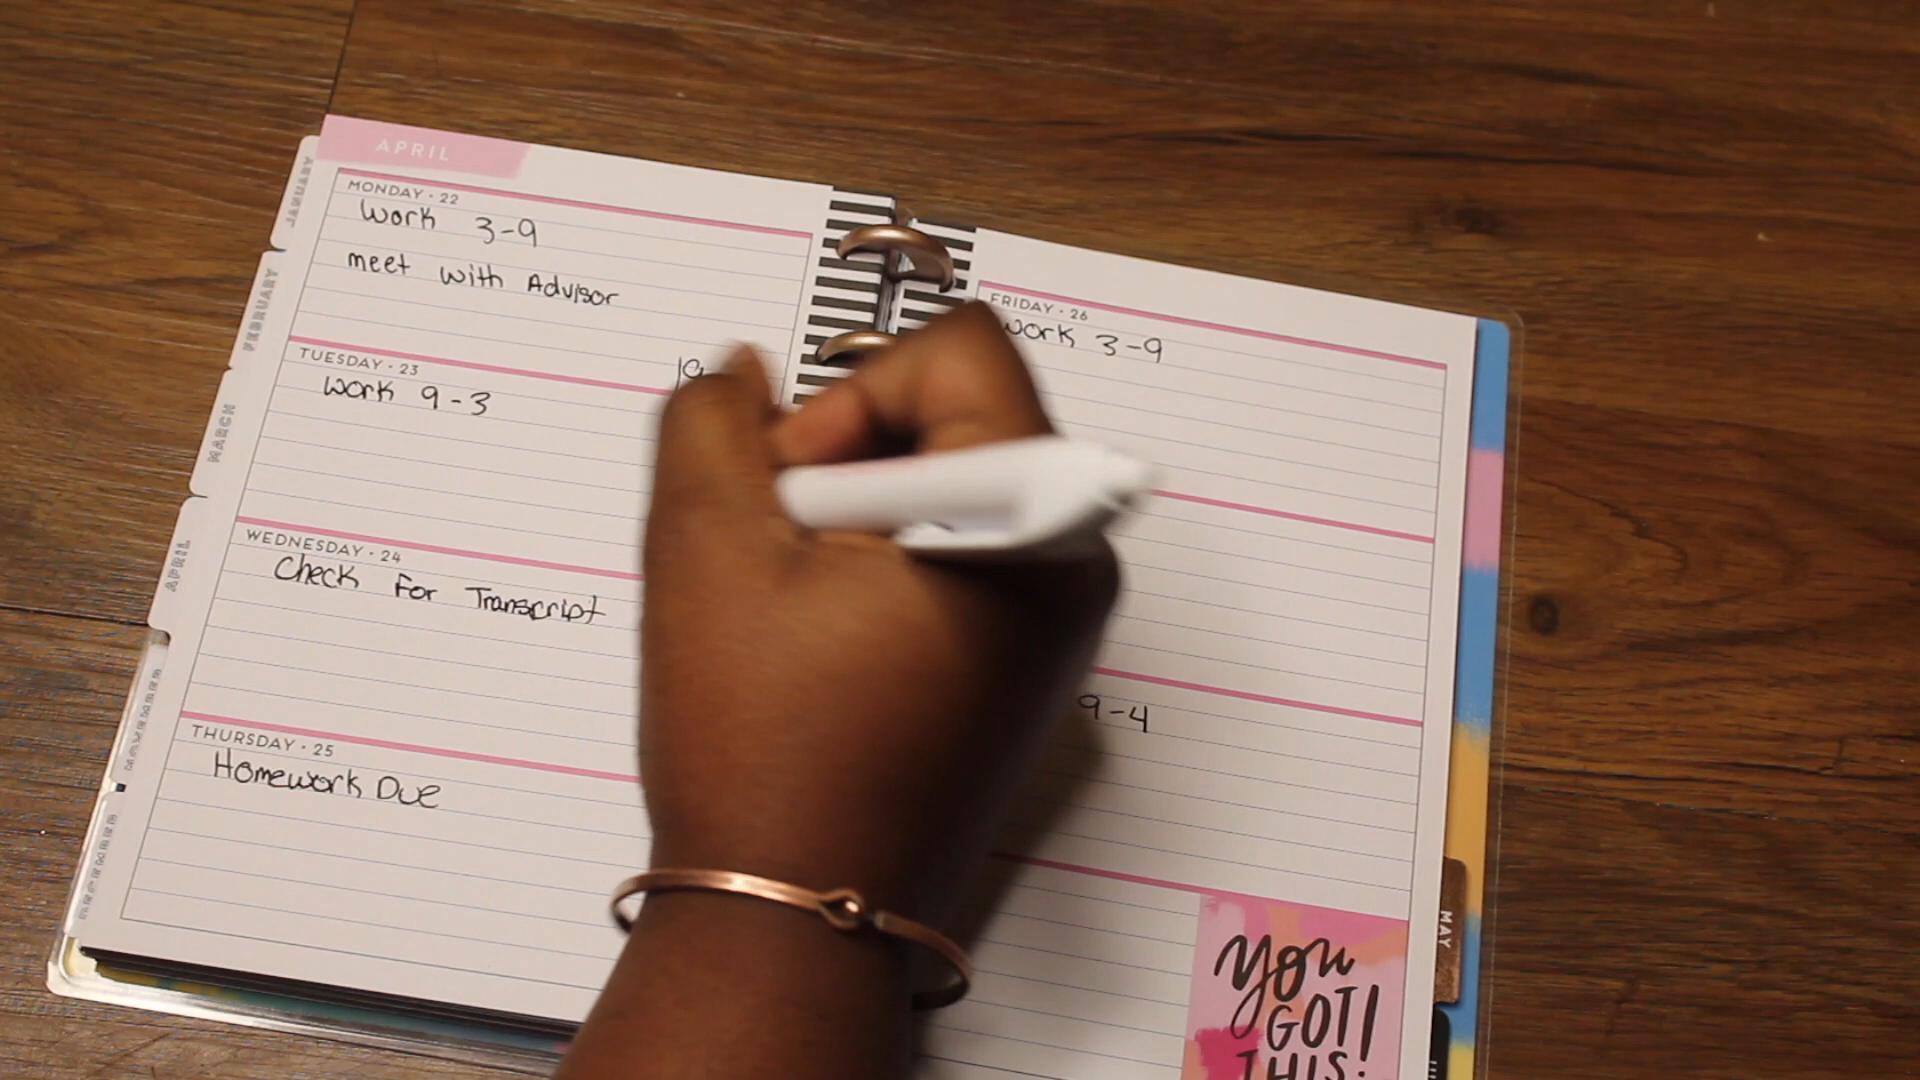 APRIL
MONDAY · 22
Work 3-9
meet with Advisor
TUESDAY · 23
Work 9-3
WEDNESDAY · 24
Check For Transcript
THURSDAY · 25
Homework Due
FRIDAY · 26
Work 3-9
9-4
You
GOT
THIS!
JANUARY
FEBRUARY
MARCH
APRIL
MAY